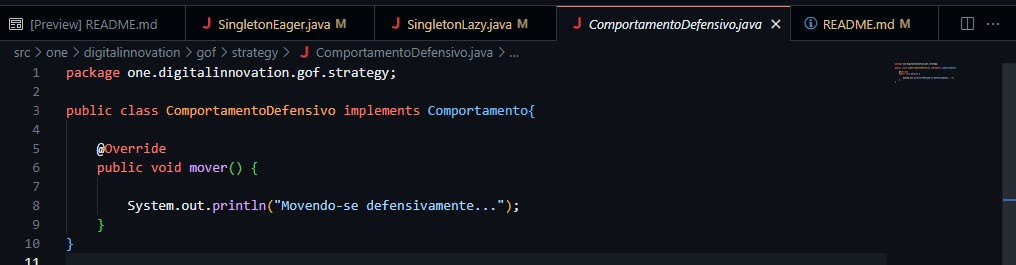 [Preview] README.md J SingletonEager.java M J SingletonLazy.java M J ComportamentoDefensivo.java × README.md M ...
src > one > digitalinnovation > gof > strategy > J ComportamentoDefensivo.java > ...
1 package one.digitalinnovation.gof.strategy;
2
3 public class ComportamentoDefensivo implements Comportamento{
4
5 @Override
6 public void mover() {
7
8 System.out.println("Movendo-se defensivamente...");
9 }
10 }
11